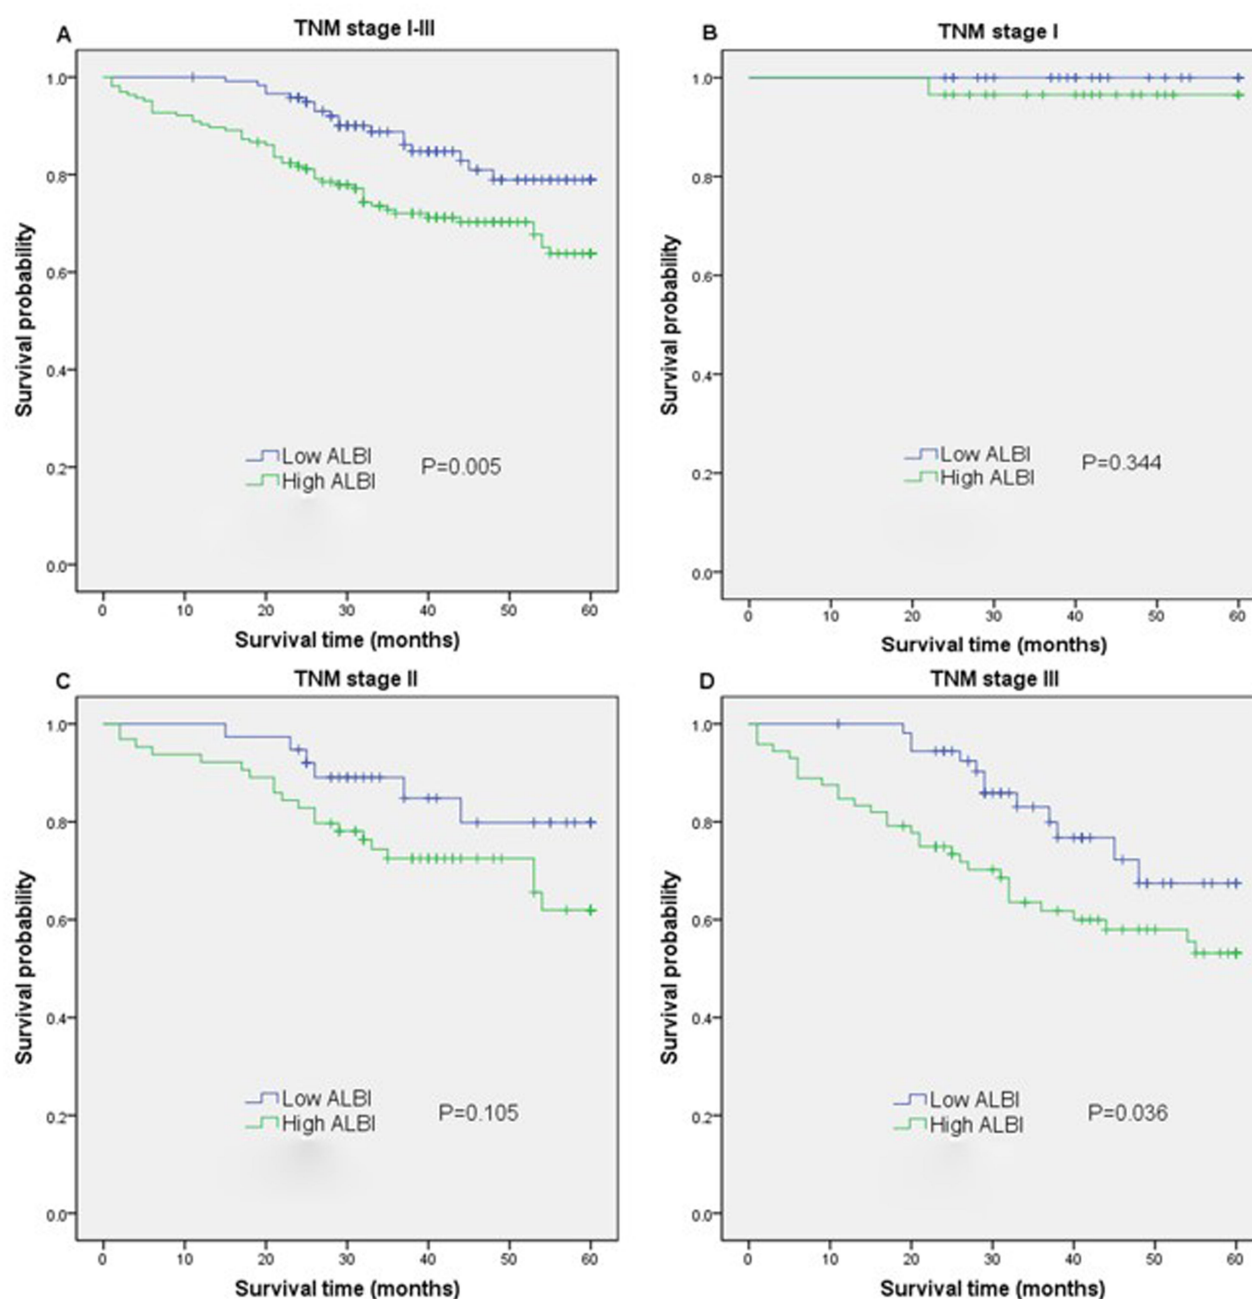 A
TNM stage I-III
1.0
0.8
0.6
0.4
0.2
0.0
Survival probability
Low ALBI
High ALBI
P=0.005
0 10 20 30 40 50 60
Survival time (months)
B
TNM stage I
1.0
0.8
0.6
0.4
0.2
0.0
Survival probability
Low ALBI
High ALBI
P=0.344
0 10 20 30 40 50 60
Survival time (months)
C
TNM stage II
1.0
0.8
0.6
0.4
0.2
0.0
Survival probability
Low ALBI
High ALBI
P=0.105
0 10 20 30 40 50 60
Survival time (months)
D
TNM stage III
1.0
0.8
0.6
0.4
0.2
0.0
Survival probability
Low ALBI
High ALBI
P=0.036
0 10 20 30 40 50 60
Survival time (months)